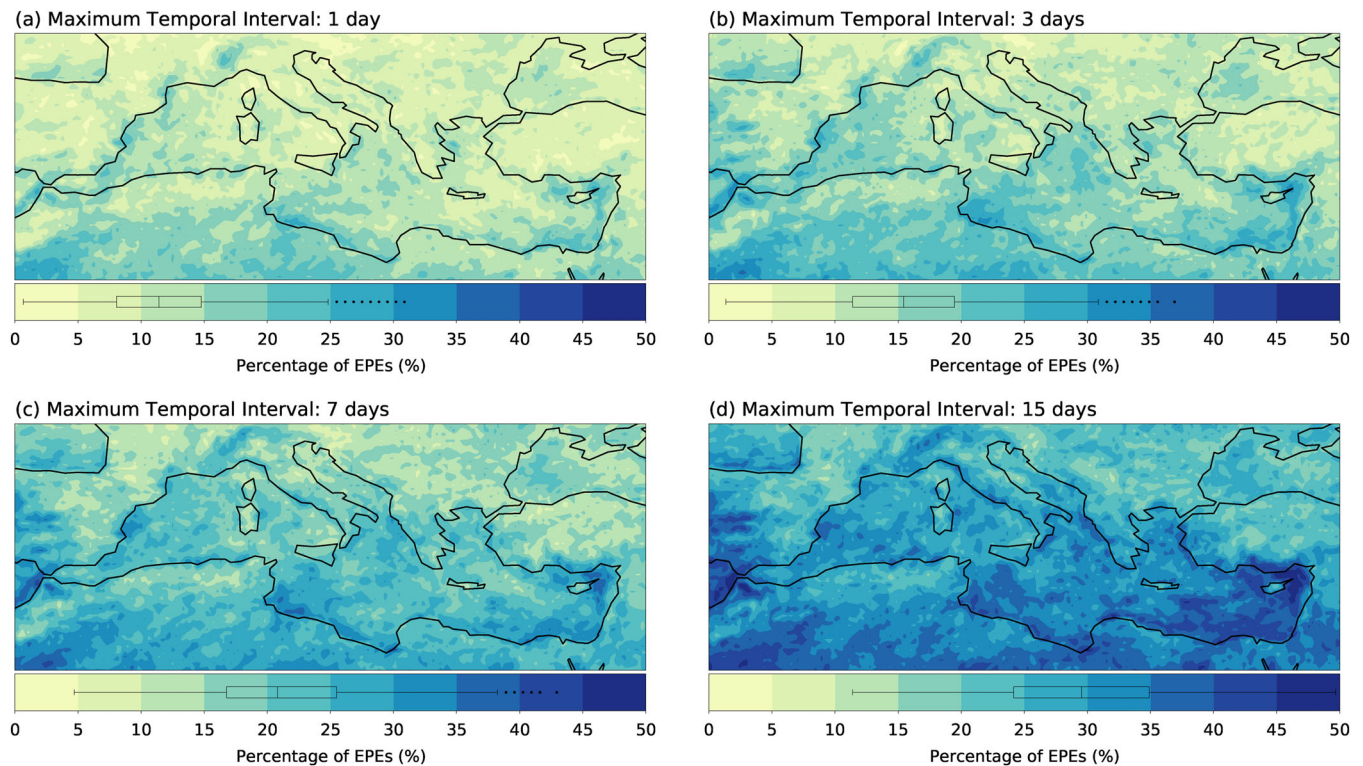 (a) Maximum Temporal Interval: 1 day
0 5 10 15 20 25 30 35 40 45 50
Percentage of EPEs (%)
(b) Maximum Temporal Interval: 3 days
0 5 10 15 20 25 30 35 40 45 50
Percentage of EPEs (%)
(c) Maximum Temporal Interval: 7 days
0 5 10 15 20 25 30 35 40 45 50
Percentage of EPEs (%)
(d) Maximum Temporal Interval: 15 days
0 5 10 15 20 25 30 35 40 45 50
Percentage of EPEs (%)